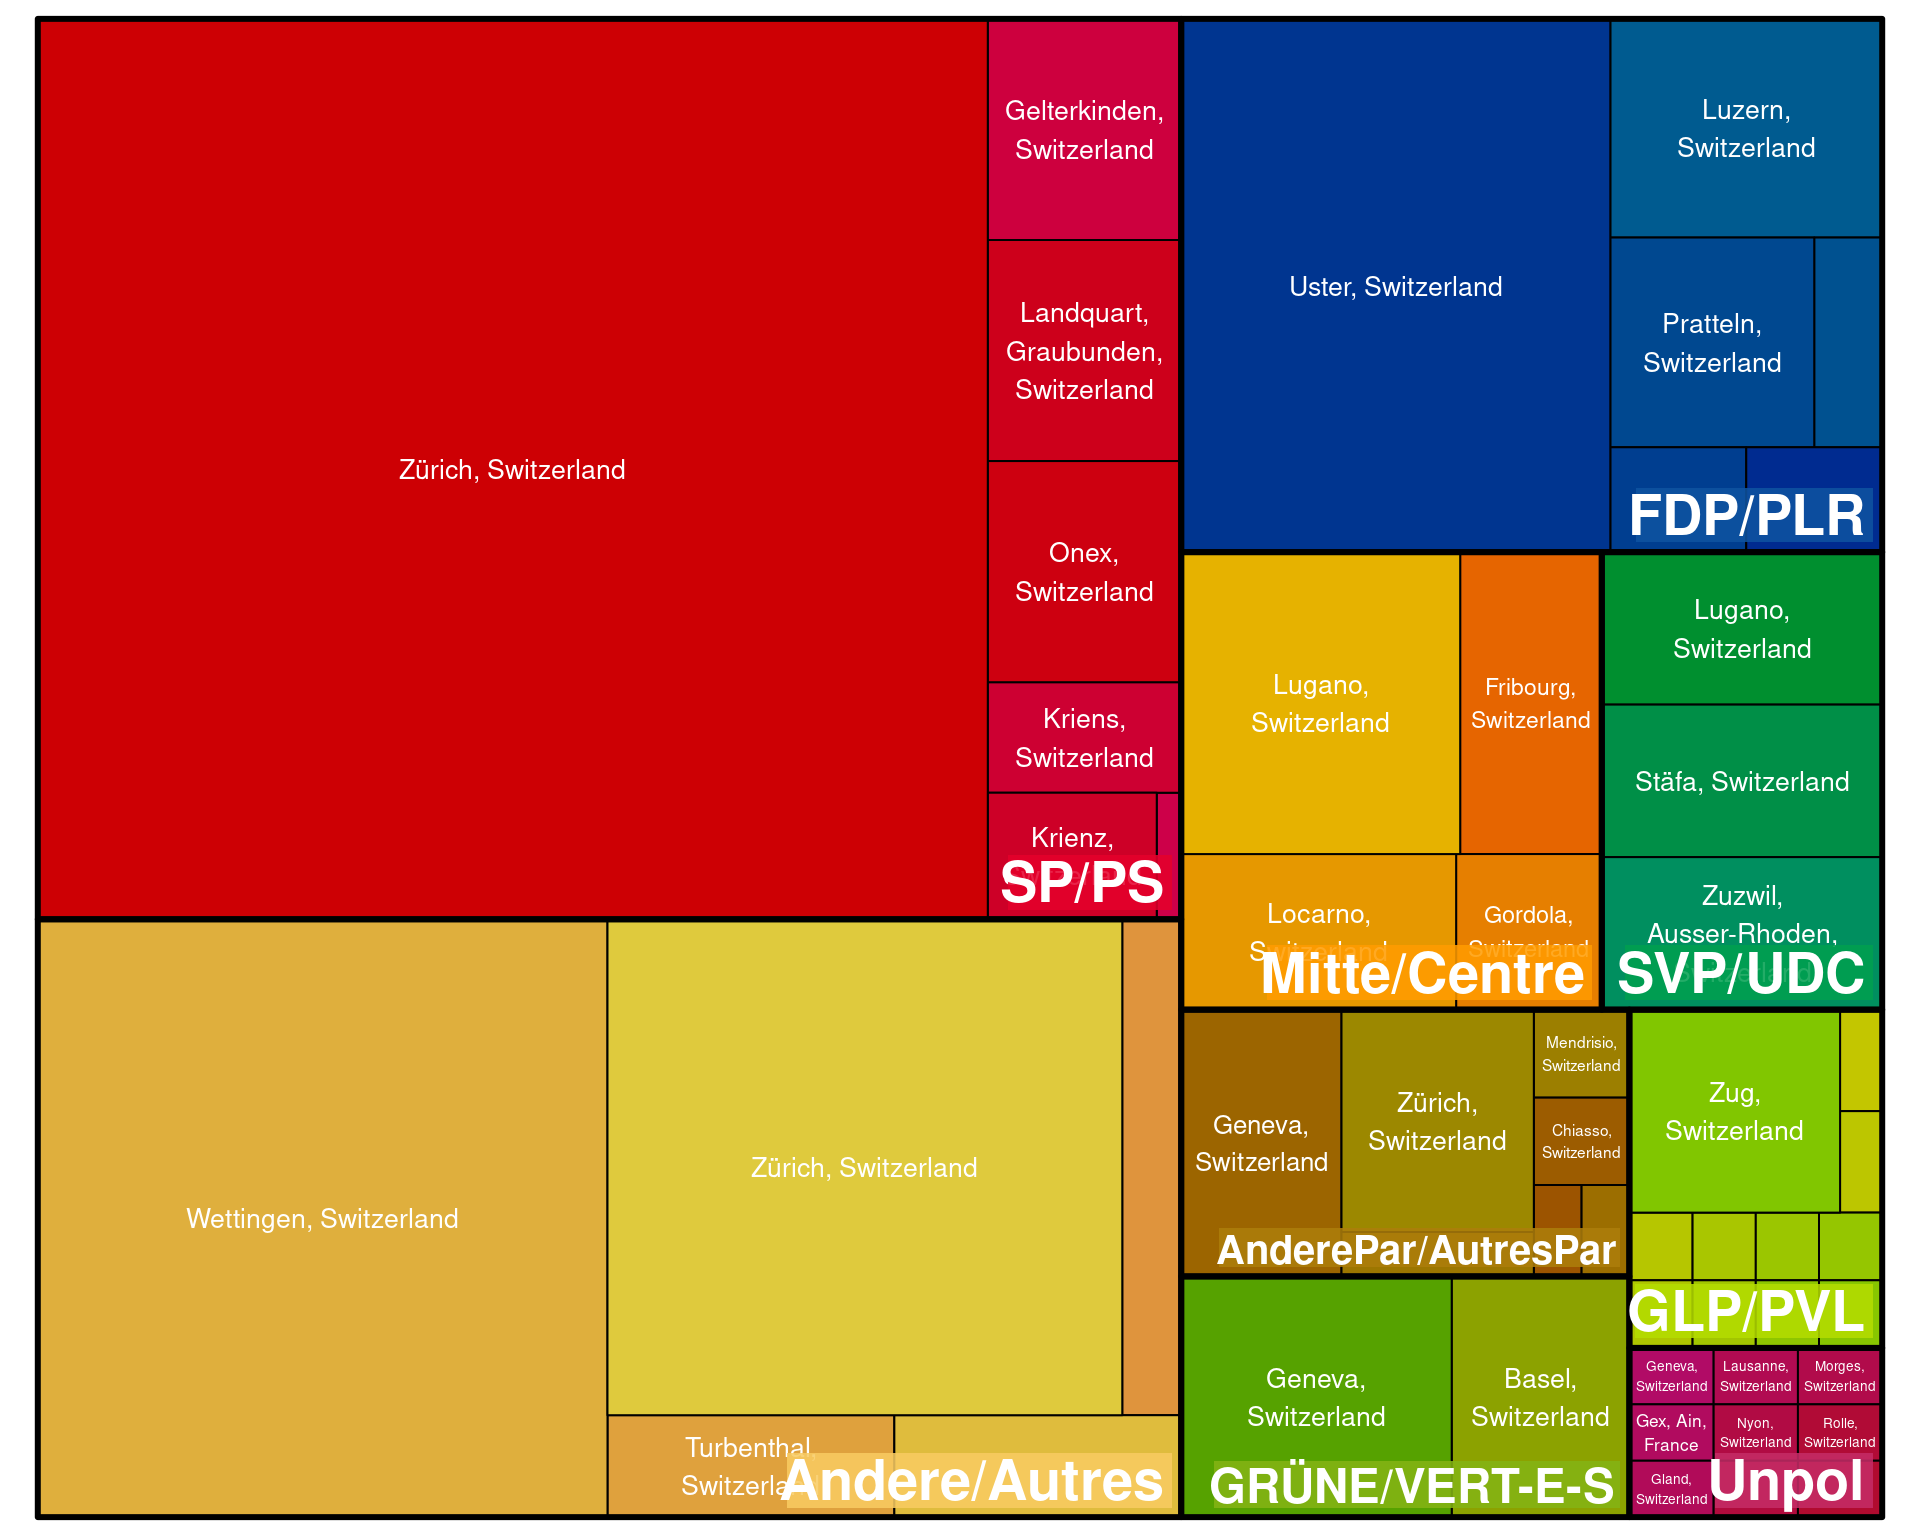 Zürich, Switzerland
Gelterkinden,
Switzerland
Landquart,
Graubunden,
Switzerland
Onex,
Switzerland
Kriens,
Switzerland
Krienz,
SP/PS
Uster, Switzerland
Luzern,
Switzerland
Pratteln,
Switzerland
FDP/PLR
Lugano,
Switzerland
Fribourg,
Switzerland
Locarno,
Switzerland
Gordola,
Switzerland
Mitte/Centre
Lugano,
Switzerland
Stäfa, Switzerland
Zuzwil,
Ausser-Rhoden,
Switzerland
SVP/UDC
Wettingen, Switzerland
Zürich, Switzerland
Turbenthal,
Switzerland
Andere/Autres
Geneva,
Switzerland
Zürich,
Switzerland
Mendrisio,
Switzerland
Chiasso,
Switzerland
AnderePar/AutresPar
Zug,
Switzerland
GLP/PVL
Geneva,
Switzerland
Basel,
Switzerland
GRÜNE/VERT-E-S
Geneva,
Switzerland
Lausanne,
Switzerland
Morges,
Switzerland
Gex, Ain,
France
Nyon,
Switzerland
Rolle,
Switzerland
Gland,
Switzerland
Unpol